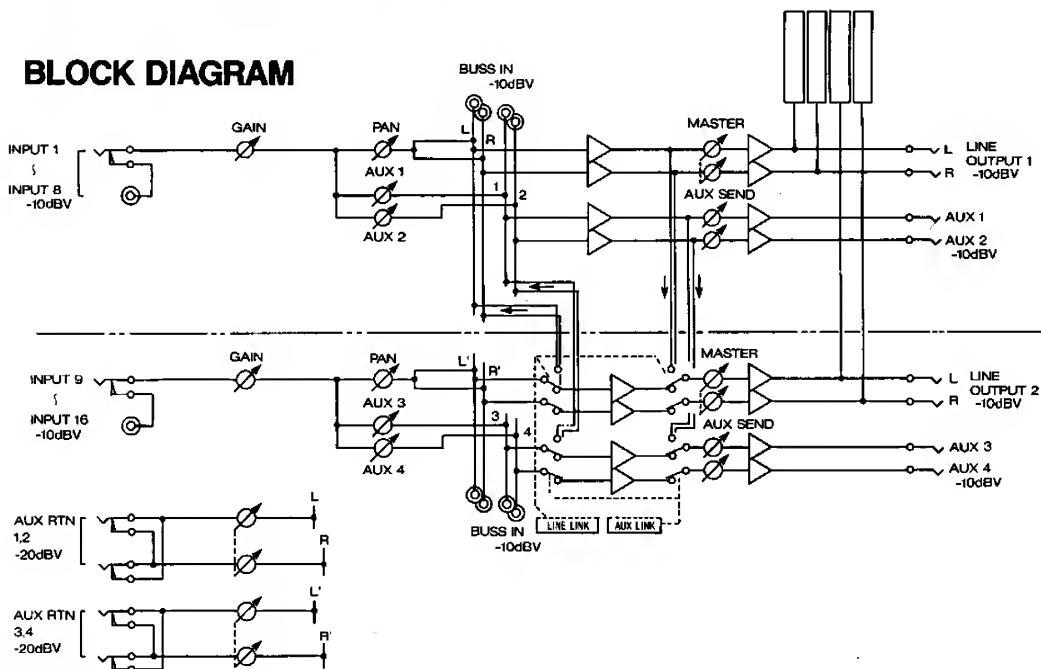 BLOCK DIAGRAM
BUSS IN
-10dBV
INPUT 1
~
INPUT 8
-10dBV
GAIN
PAN
AUX 1
AUX 2
L
R
1
2
MASTER
AUX SEND
L
R
LINE
OUTPUT 1
-10dBV
AUX 1
AUX 2
-10dBV
INPUT 9
~
INPUT 16
-10dBV
GAIN
PAN
AUX 3
AUX 4
L'
R'
3
4
MASTER
AUX SEND
L
R
LINE
OUTPUT 2
-10dBV
AUX 3
AUX 4
-10dBV
BUSS IN
-10dBV
LINE LINK
AUX LINK
AUX RTN
1,2
-20dBV
L
R
AUX RTN
3,4
-20dBV
L'
R'